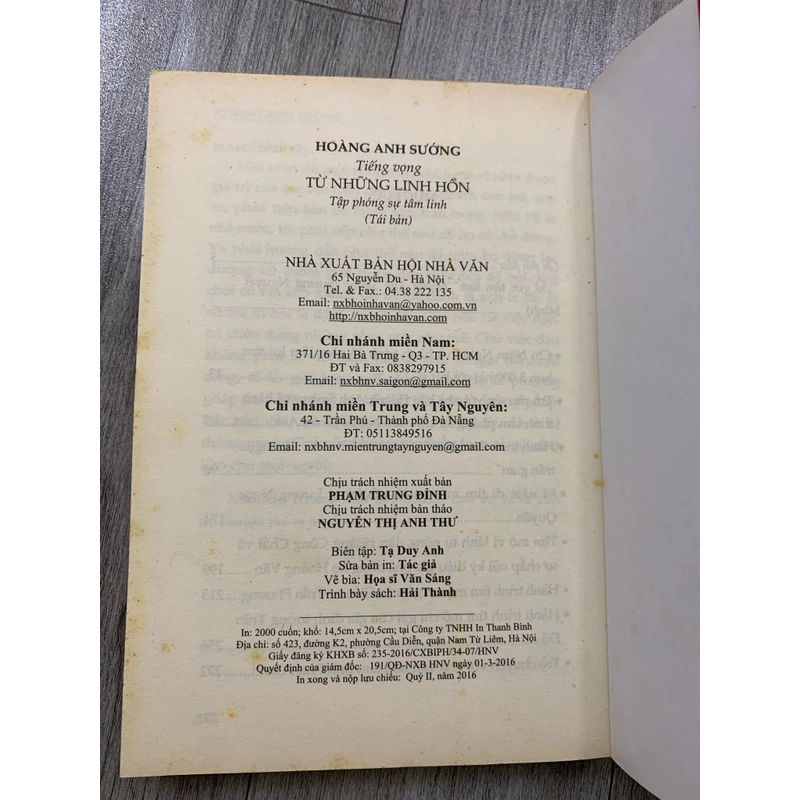 HOÀNG ANH SƯỚNG
Tiếng vọng
TỪ NHỮNG LINH HỒN
Tập phóng sự tâm linh
(Tái bản)
NHÀ XUẤT BẢN HỘI NHÀ VĂN
65 Nguyễn Du - Hà Nội
Tel. & Fax.: 04.38 222 135
Email: nxbhoinhavan@yahoo.com.vn
http://nxbhoinhavan.com
Chi nhánh miền Nam:
371/16 Hai Bà Trưng - Q3 - TP. HCM
ĐT và Fax: 0838297915
Email: nxbhnv.saigon@gmail.com
Chi nhánh miền Trung và Tây Nguyên:
42 - Trần Phú - Thành phố Đà Nẵng
ĐT: 05113849516
Email: nxbhnv.mientrungtaynguyen@gmail.com
Chịu trách nhiệm xuất bản
PHẠM TRUNG ĐỈNH
Chịu trách nhiệm bản thảo
NGUYỄN THỊ ANH THƯ
Biên tập: Tạ Duy Anh
Sửa bản in: Tác giả
Vẽ bìa: Họa sĩ Văn Sáng
Trình bày sách: Hải Thành
In: 2000 cuốn; khổ: 14,5cm x 20,5cm; tại Công ty TNHH In Thanh Bình
Địa chỉ: số 423, đường K2, phường Cầu Diễn, quận Nam Từ Liêm, Hà Nội
Giấy đăng ký KHXB số: 235-2016/CXBIPH/34-07/HNV
Quyết định của giám đốc: 191/QĐ-NXB HNV ngày 01-3-2016
In xong và nộp lưu chiểu: Quý II, năm 2016